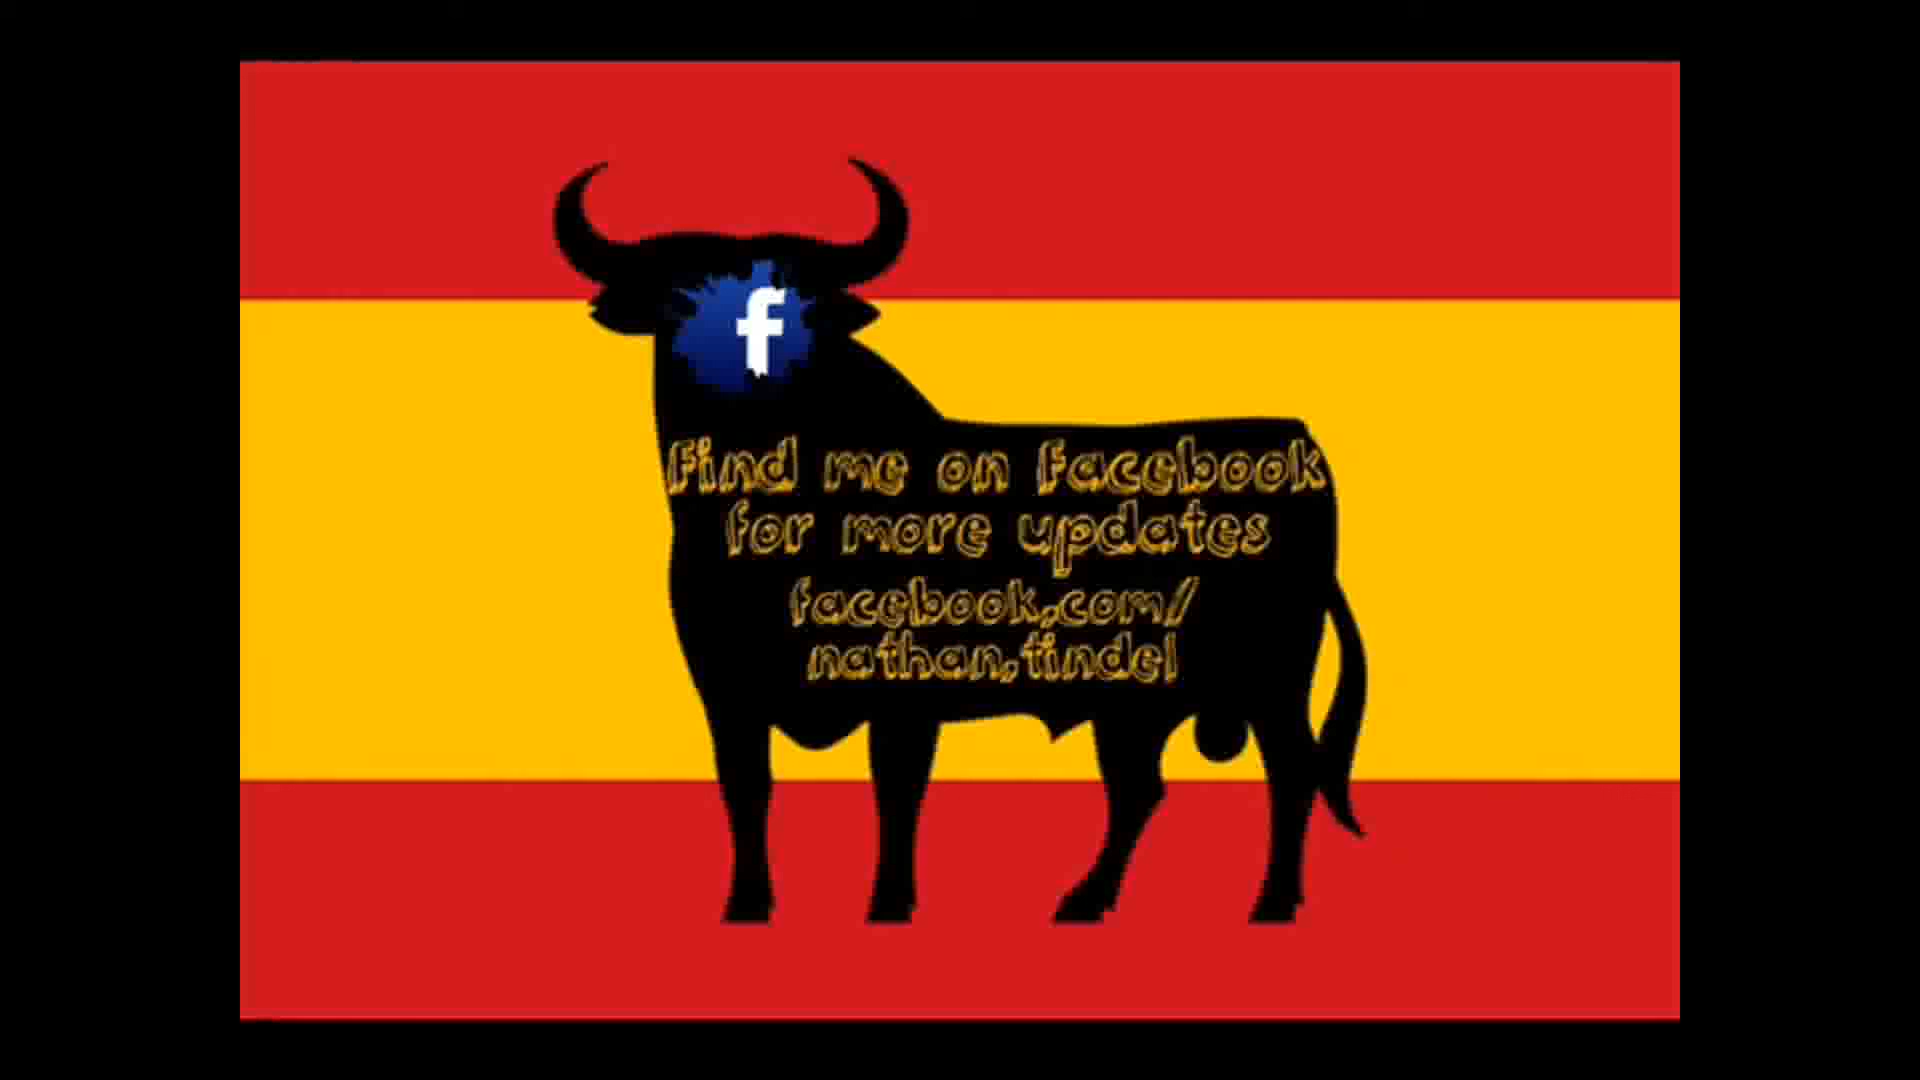 f
Find me on Facebook
for more updates
facebook.com/
nathan.tindel